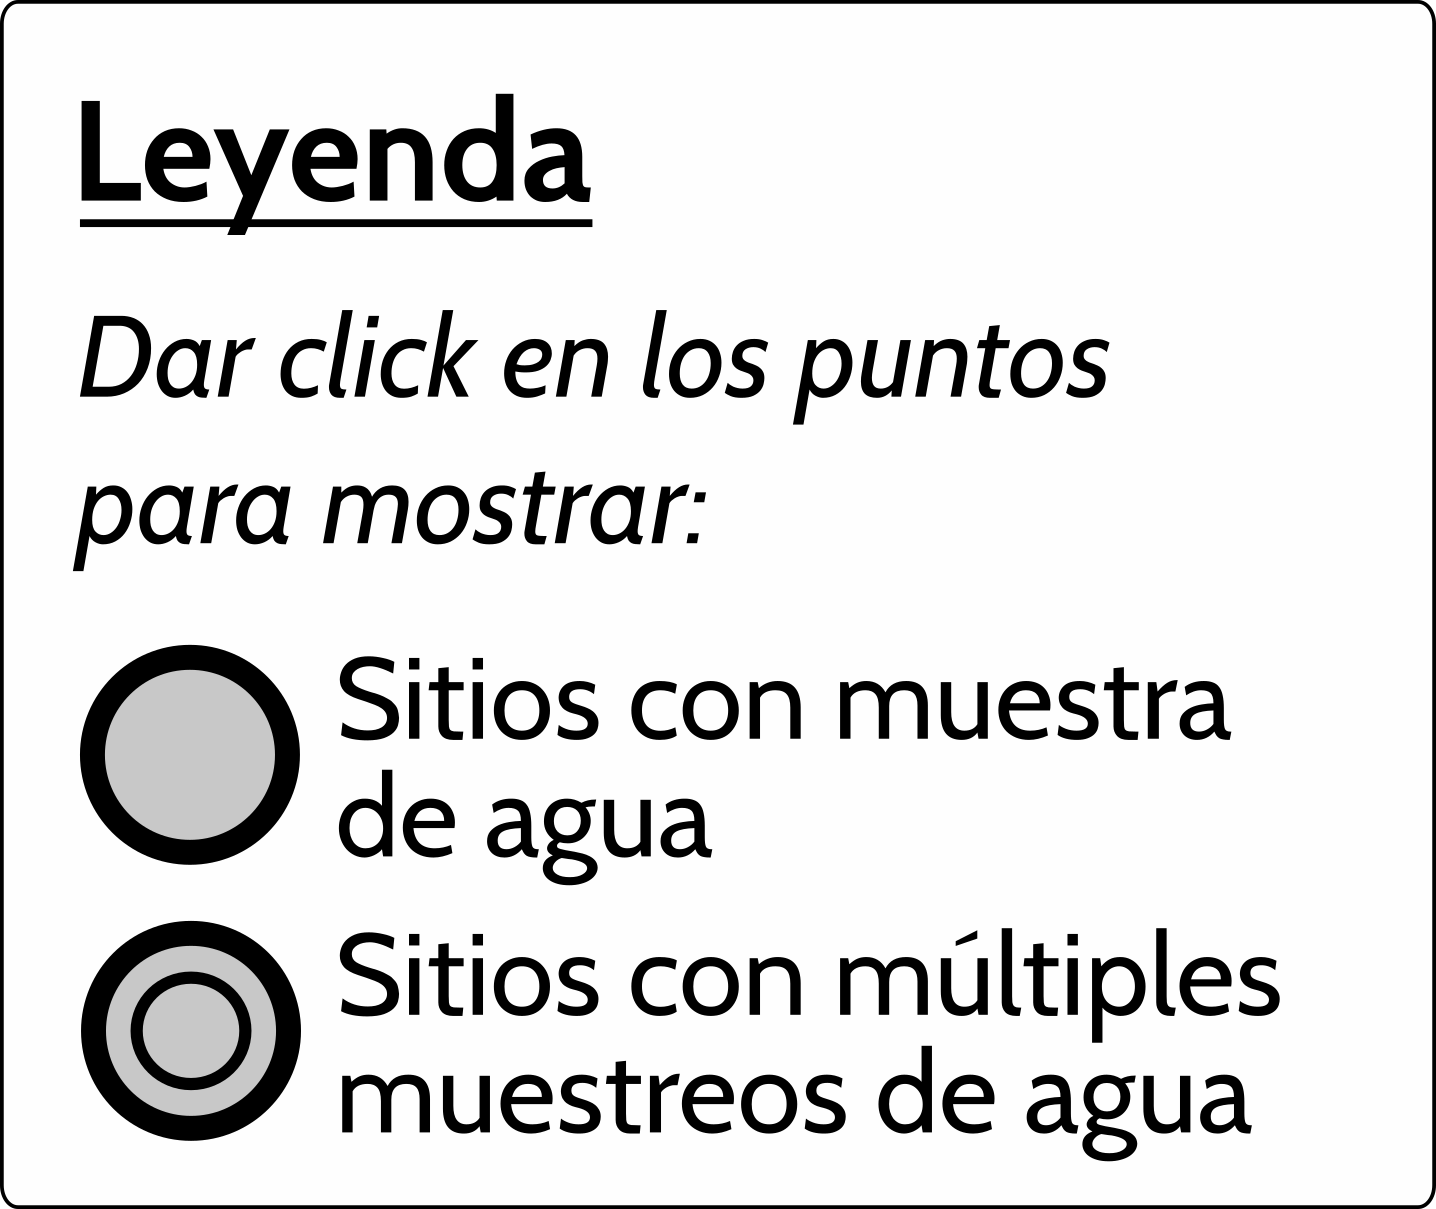 Leyenda
Dar click en los puntos
para mostrar:
Sitios con muestra
de agua
Sitios con múltiples
muestreos de agua